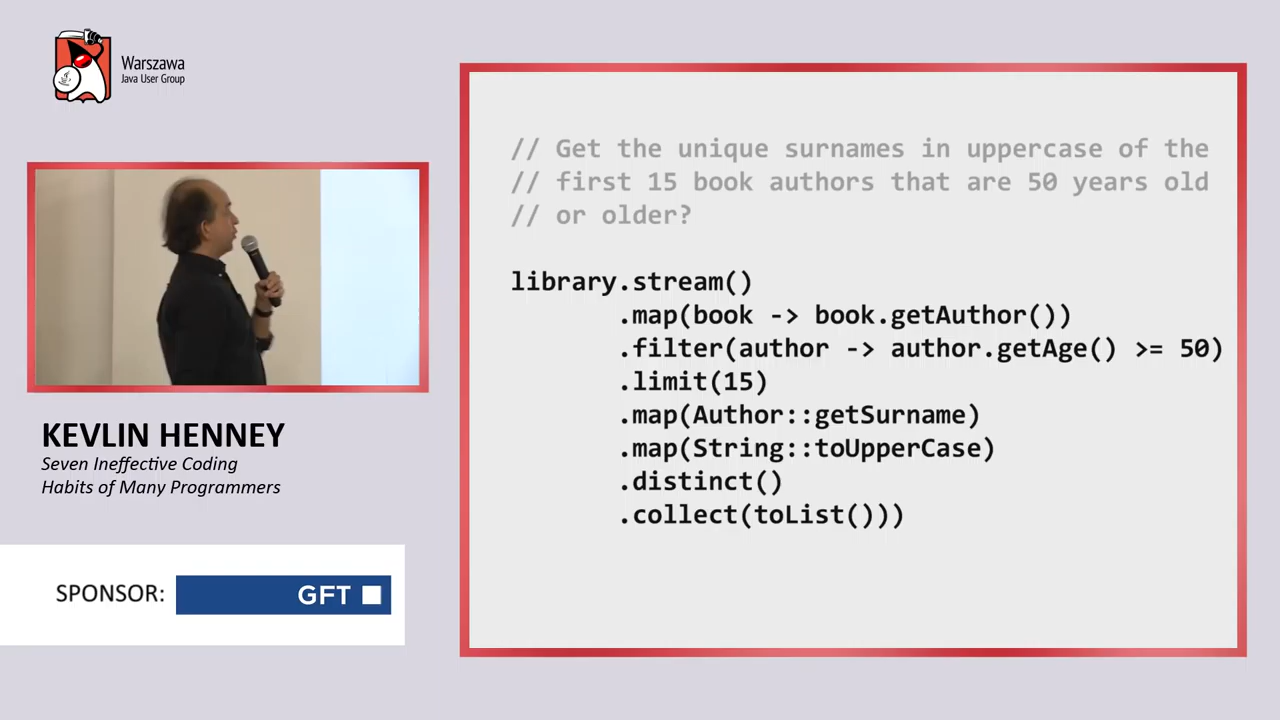 Warszawa
Java User Group
// Get the unique surnames in uppercase of the
// first 15 book authors that are 50 years old
// or older?
library.stream()
.map(book -> book.getAuthor())
.filter(author -> author.getAge() >= 50)
.limit(15)
.map(Author::getSurname)
.map(String::toUpperCase)
.distinct()
.collect(toList()))
KEVLIN HENNEY
Seven Ineffective Coding
Habits of Many Programmers
SPONSOR:
GFT